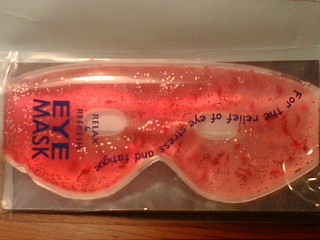 RELAX
&
REFRESH
EYE
MASK
For the relief of eye stress and fatigue